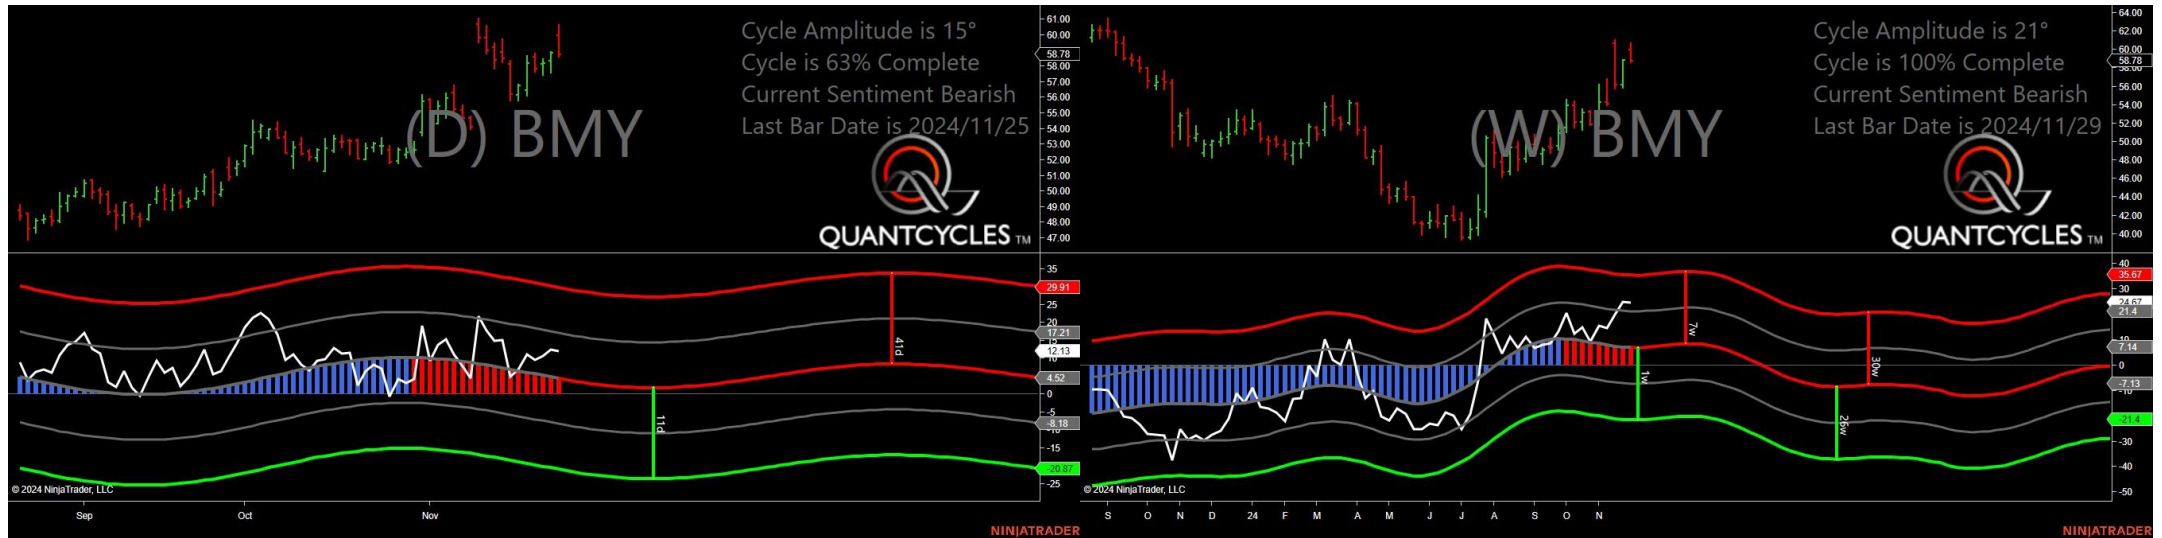 Cycle Amplitude is 15°
Cycle is 63% Complete
Current Sentiment Bearish
Last Bar Date is 2024/11/25
(D) BMY
QUANTCYCLES TM
61.00
60.00
58.78
58.00
57.00
56.00
55.00
54.00
53.00
52.00
51.00
50.00
49.00
48.00
47.00
35
29.91
25
20
17.21
12.13
4.52
0
-5
-8.18
-15
-20.87
-25
41d
11d
© 2024 NinjaTrader, LLC
Sep Oct Nov
NINJATRADER
Cycle Amplitude is 21°
Cycle is 100% Complete
Current Sentiment Bearish
Last Bar Date is 2024/11/29
(W) BMY
QUANTCYCLES TM
64.00
62.00
60.00
58.78
58.00
56.00
54.00
52.00
50.00
48.00
46.00
44.00
42.00
40.00
40
35.67
30
24.67
21.4
7.14
0
-7.13
-21.4
-30
-40
-50
7w
30w
1w
26w
© 2024 NinjaTrader, LLC
S O N D 24 F M A M J J A S O N
NINJATRADER